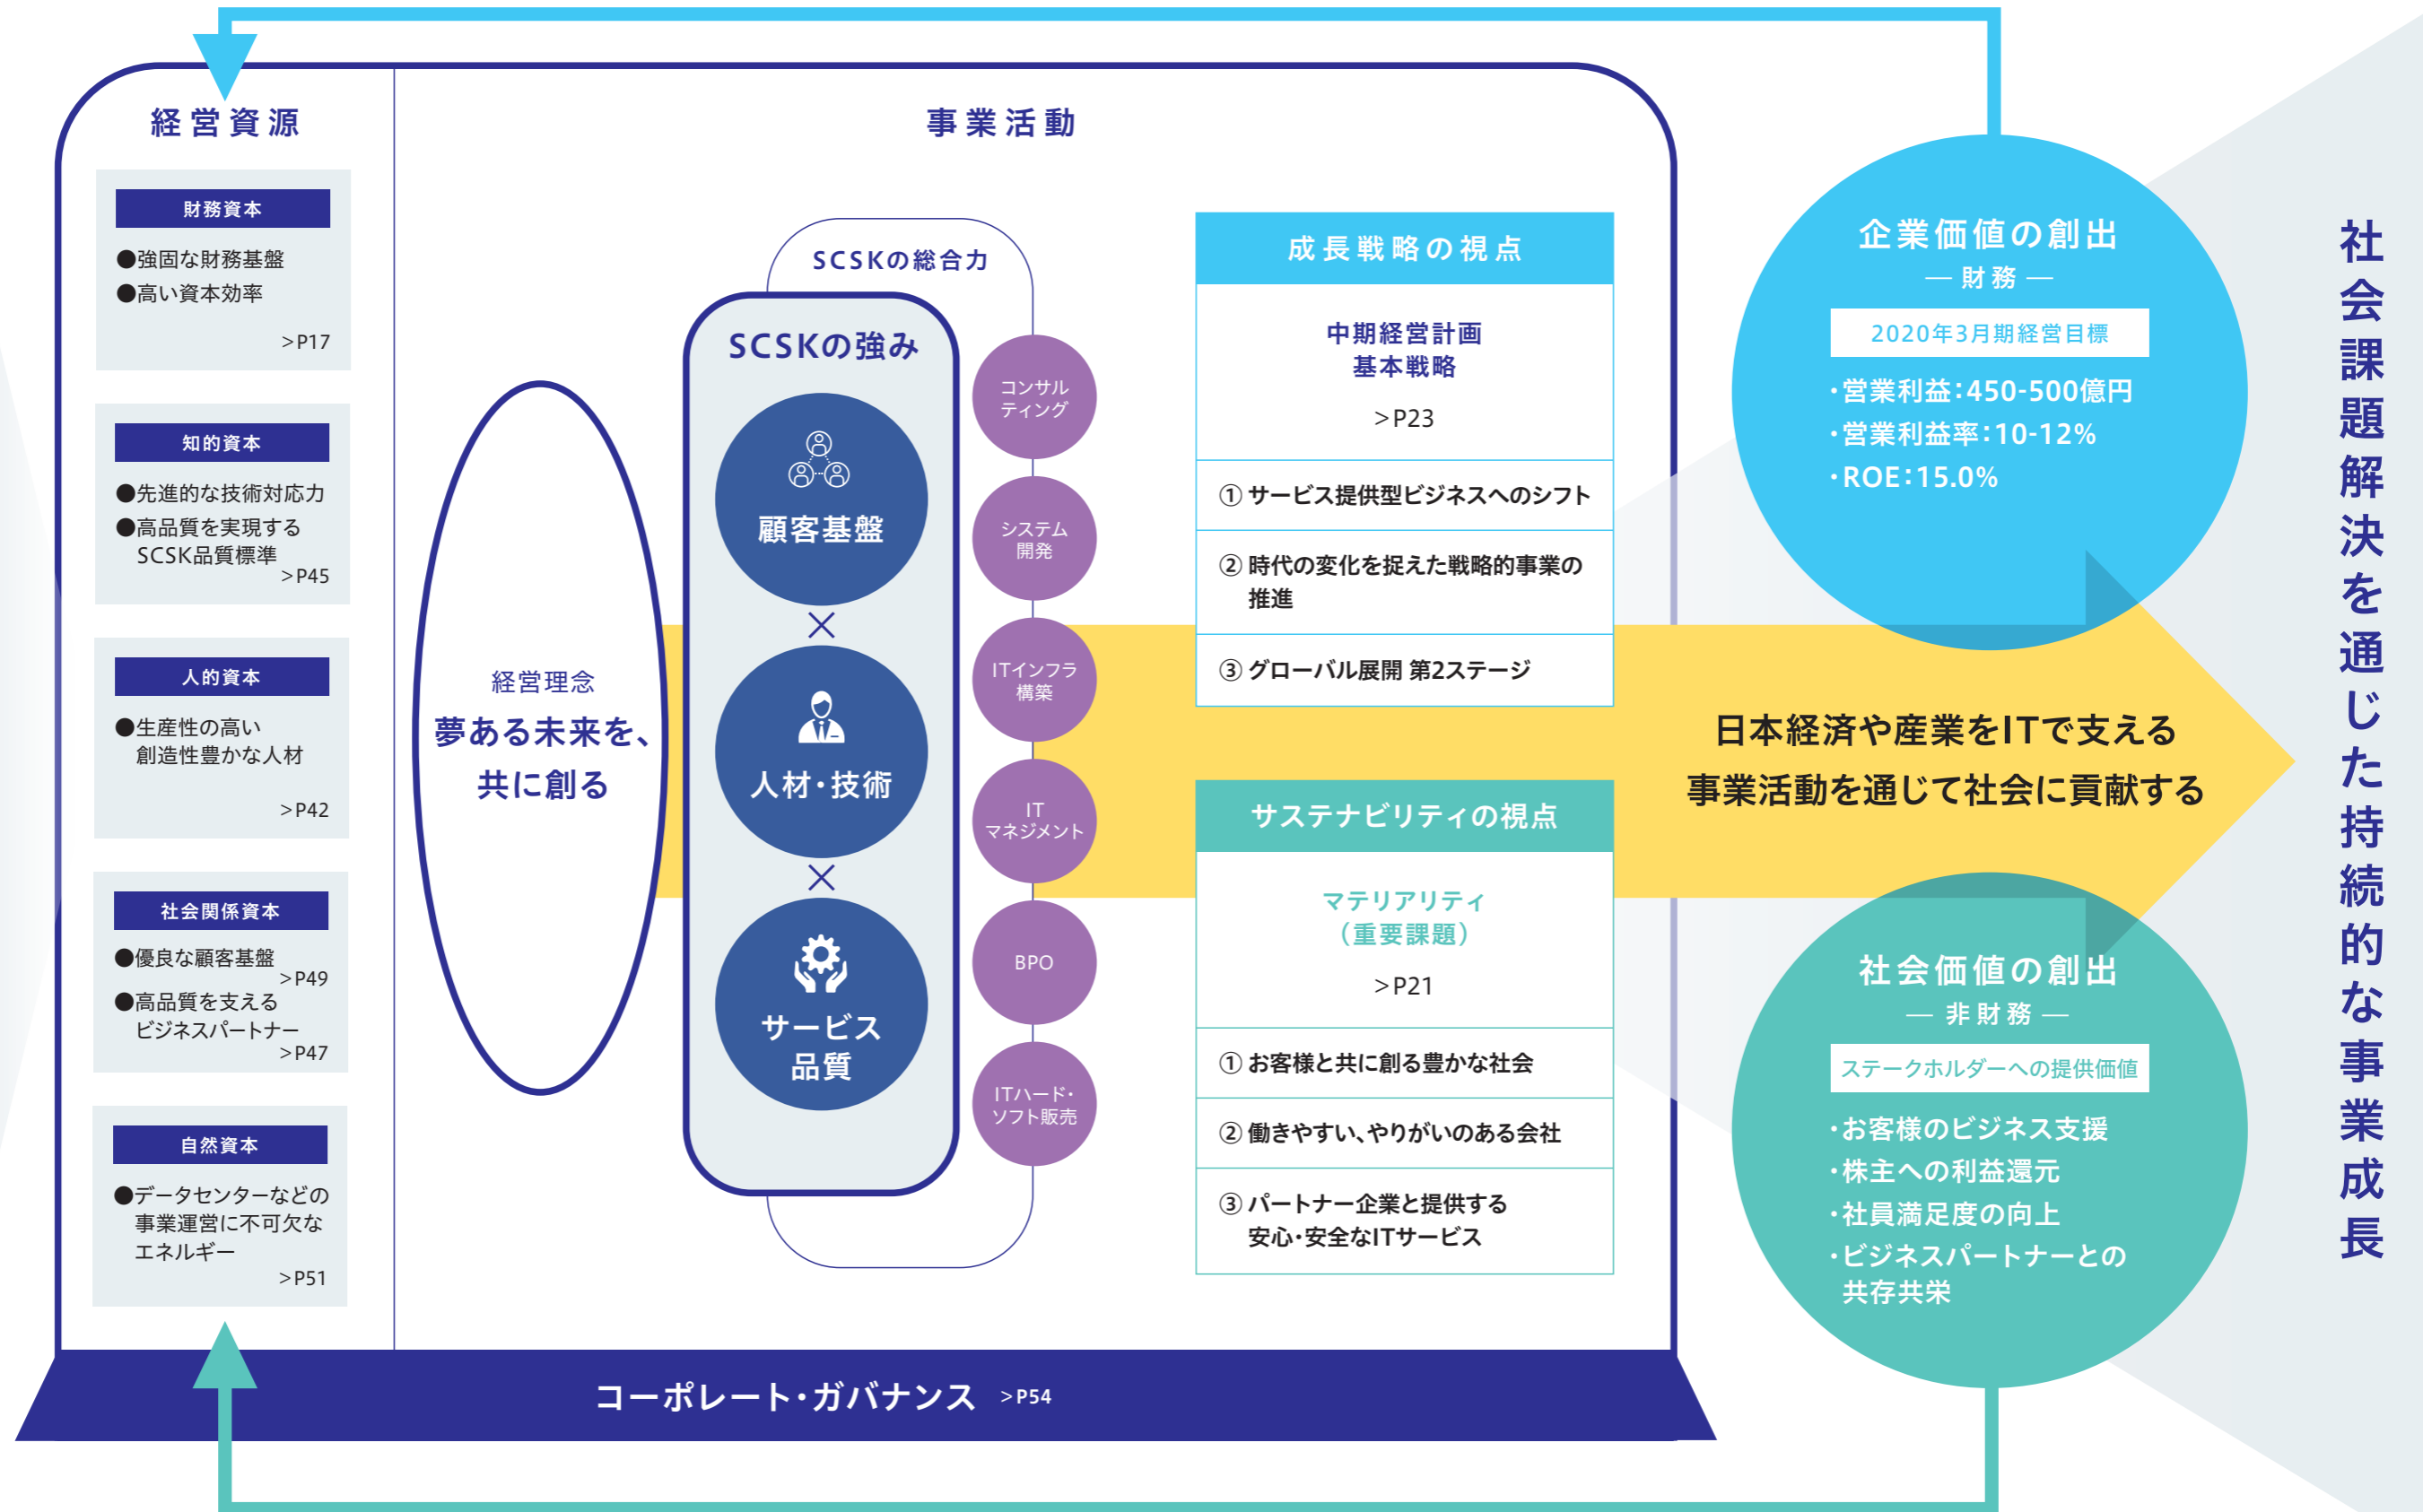 経営資源
財務資本
●強固な財務基盤
●高い資本効率
>P17
知的資本
●先進的な技術対応力
●高品質を実現する
SCSK品質標準
>P45
人的資本
●生産性の高い
創造性豊かな人材
>P42
社会関係資本
●優良な顧客基盤
>P49
●高品質を支える
ビジネスパートナー
>P47
自然資本
●データセンターなどの
事業運営に不可欠な
エネルギー
>P51
事業活動
経営理念
夢ある未来を、
共に創る
SCSKの総合力
SCSKの強み
顧客基盤
×
人材・技術
×
サービス
品質
コンサル
ティング
システム
開発
ITインフラ
構築
IT
マネジメント
BPO
ITハード・
ソフト販売
成長戦略の視点
中期経営計画
基本戦略
>P23
① サービス提供型ビジネスへのシフト
② 時代の変化を捉えた戦略的事業の
推進
③ グローバル展開 第2ステージ
サステナビリティの視点
マテリアリティ
（重要課題）
>P21
① お客様と共に創る豊かな社会
② 働きやすい、やりがいのある会社
③ パートナー企業と提供する
安心・安全なITサービス
コーポレート・ガバナンス >P54
企業価値の創出
― 財務 ―
2020年3月期経営目標
・営業利益：450-500億円
・営業利益率：10-12%
・ROE：15.0%
日本経済や産業をITで支える
事業活動を通じて社会に貢献する
社会価値の創出
― 非財務 ―
ステークホルダーへの提供価値
・お客様のビジネス支援
・株主への利益還元
・社員満足度の向上
・ビジネスパートナーとの
共存共栄
社会課題解決を通じた持続的な事業成長